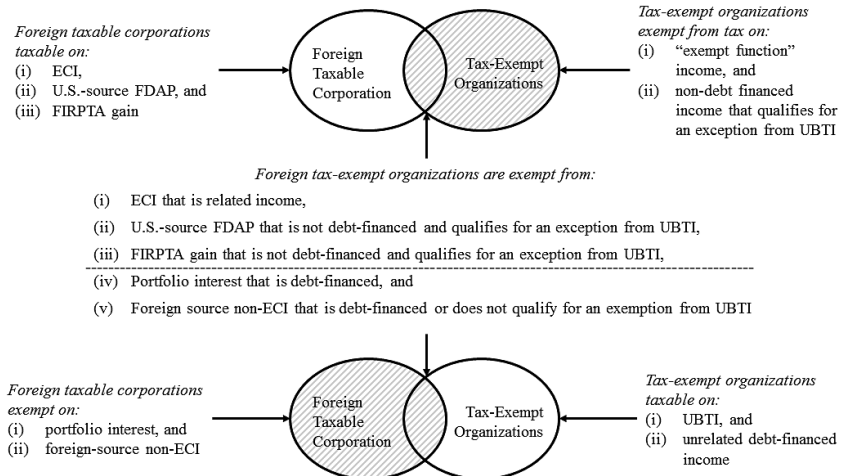 Foreign taxable corporations
taxable on:
(i) ECI,
(ii) U.S.-source FDAP, and
(iii) FIRPTA gain
Foreign
Taxable
Corporation
Tax-Exempt
Organizations
Tax-exempt organizations
exempt from tax on:
(i) “exempt function”
income, and
(ii) non-debt financed
income that qualifies for
an exception from UBTI
Foreign tax-exempt organizations are exempt from:
(i) ECI that is related income,
(ii) U.S.-source FDAP that is not debt-financed and qualifies for an exception from UBTI,
(iii) FIRPTA gain that is not debt-financed and qualifies for an exception from UBTI,
(iv) Portfolio interest that is debt-financed, and
(v) Foreign source non-ECI that is debt-financed or does not qualify for an exemption from UBTI
Foreign taxable corporations
exempt on:
(i) portfolio interest, and
(ii) foreign-source non-ECI
Foreign
Taxable
Corporation
Tax-Exempt
Organizations
Tax-exempt organizations
taxable on:
(i) UBTI, and
(ii) unrelated debt-financed
income